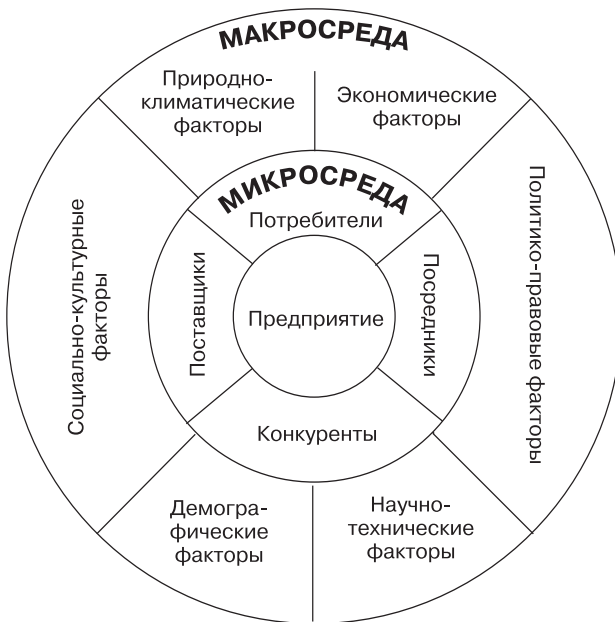 МАКРОСРЕДА
Природно-
климатические
факторы
Экономические
факторы
Социально-культурные
факторы
Политико-правовые факторы
МИКРОСРЕДА
Потребители
Поставщики
Посредники
Предприятие
Конкуренты
Демогра-
фические
факторы
Научно-
технические
факторы